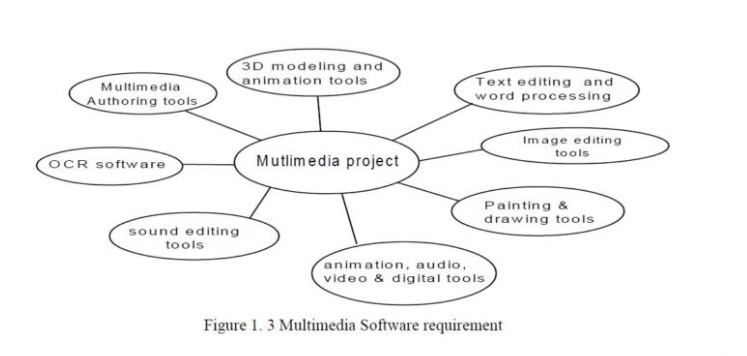 3D modeling and
animation tools
Multimedia
Authoring tools
Text editing and
word processing
OCR software
Mutlimedia project
Image editing
tools
Painting &
drawing tools
sound editing
tools
animation, audio,
video & digital tools
Figure 1. 3 Multimedia Software requirement